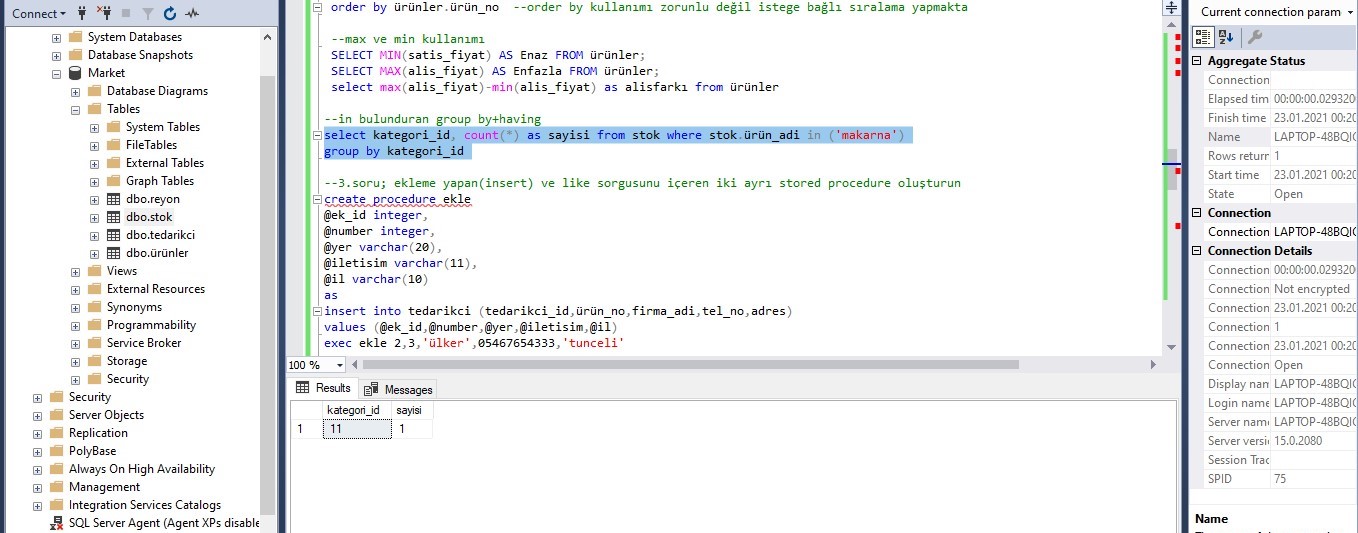 Connect
System Databases
Database Snapshots
Market
Database Diagrams
Tables
System Tables
FileTables
External Tables
Graph Tables
dbo.reyon
dbo.stok
dbo.tedarikci
dbo.ürünler
Views
External Resources
Synonyms
Programmability
Service Broker
Storage
Security
Security
Server Objects
Replication
PolyBase
Always On High Availability
Management
Integration Services Catalogs
SQL Server Agent (Agent XPs disable
order by ürünler.ürün_no  --order by kullanımı zorunlu değil istege bağlı sıralama yapmakta
--max ve min kullanımı
SELECT MIN(satis_fiyat) AS Enaz FROM ürünler;
SELECT MAX(alis_fiyat) AS Enfazla FROM ürünler;
select max(alis_fiyat)-min(alis_fiyat) as alisfarkı from ürünler
--in bulunduran group by+having
select kategori_id, count(*) as sayisi from stok where stok.ürün_adi in ('makarna')
group by kategori_id
--3.soru; ekleme yapan(insert) ve like sorgusunu içeren iki ayrı stored procedure oluşturun
create procedure ekle
@ek_id integer,
@number integer,
@yer varchar(20),
@iletisim varchar(11),
@il varchar(10)
as
insert into tedarikci (tedarikci_id,ürün_no,firma_adi,tel_no,adres)
values (@ek_id,@number,@yer,@iletisim,@il)
exec ekle 2,3,'ülker',05467654333,'tunceli'
100 %
Results
Messages
kategori_id sayisi
1 11 1
Current connection param
Aggregate Status
Connection
Elapsed tim 00:00:00.029320
Finish time 23.01.2021 00:20
Name LAPTOP-48BQIC
Rows returr 1
Start time 23.01.2021 00:20
State Open
Connection
Connection LAPTOP-48BQIC
Connection Details
Connection 00:00:00.029320
Connection Not encrypted
Connection 23.01.2021 00:20
Connection 1
Connection 23.01.2021 00:20
Connection Open
Display nam LAPTOP-48BQIC
Login name LAPTOP-48BQIC
Server name LAPTOP-48BQIC
Server versi 15.0.2080
Session Trac
SPID 75
Name